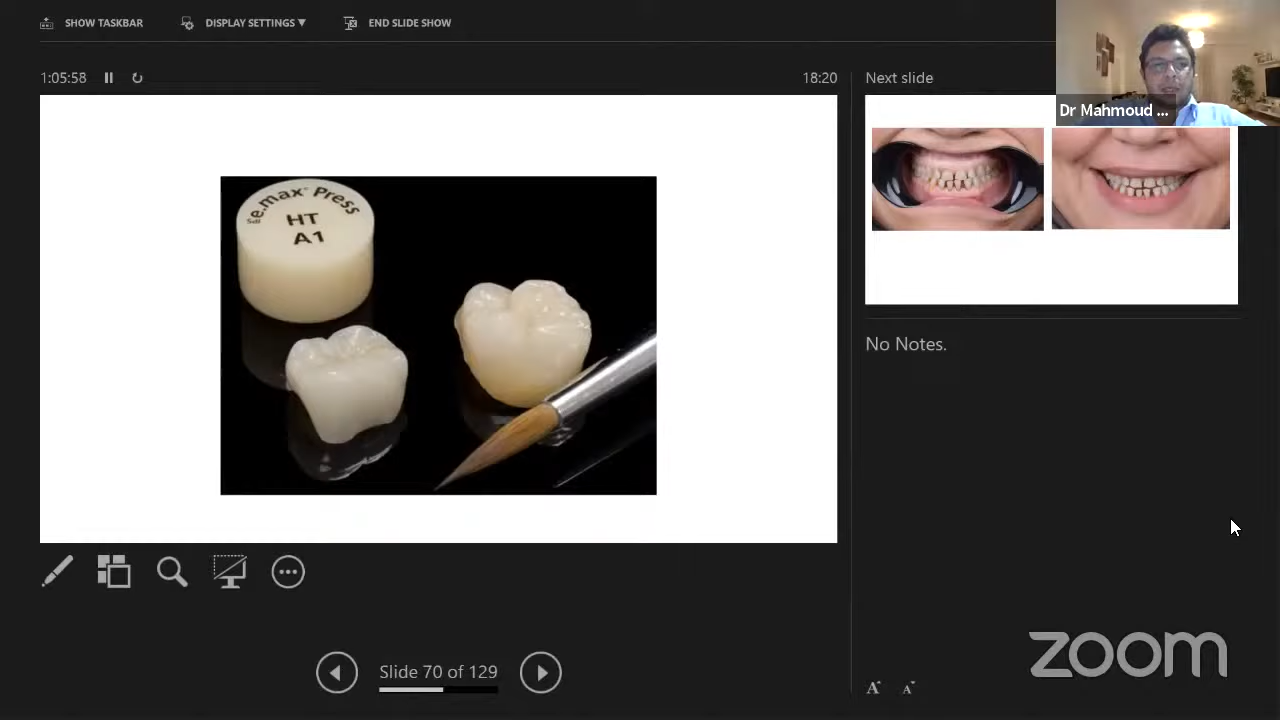 SHOW TASKBAR
DISPLAY SETTINGS ▼
END SLIDE SHOW
1:05:58
18:20
Next slide
Dr Mahmoud ...
e.max Press
HT
A1
No Notes.
Slide 70 of 129
A A
zoom